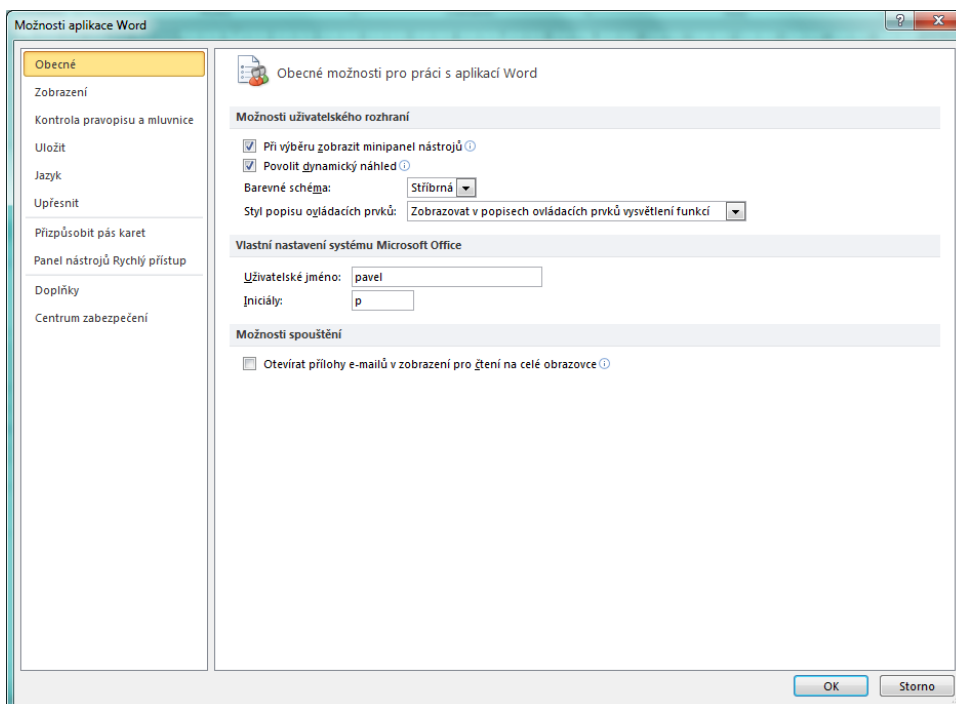 Možnosti aplikace Word
Obecné
Zobrazení
Kontrola pravopisu a mluvnice
Uložit
Jazyk
Upřesnit
Přizpůsobit pás karet
Panel nástrojů Rychlý přístup
Doplňky
Centrum zabezpečení
Obecné možnosti pro práci s aplikací Word
Možnosti uživatelského rozhraní
Při výběru zobrazit minipanel nástrojů
Povolit dynamický náhled
Barevné schéma: Stříbrná
Styl popisu ovládacích prvků: Zobrazovat v popisech ovládacích prvků vysvětlení funkcí
Vlastní nastavení systému Microsoft Office
Uživatelské jméno: pavel
Iniciály: p
Možnosti spouštění
Otevírat přílohy e-mailů v zobrazení pro čtení na celé obrazovce
OK Storno